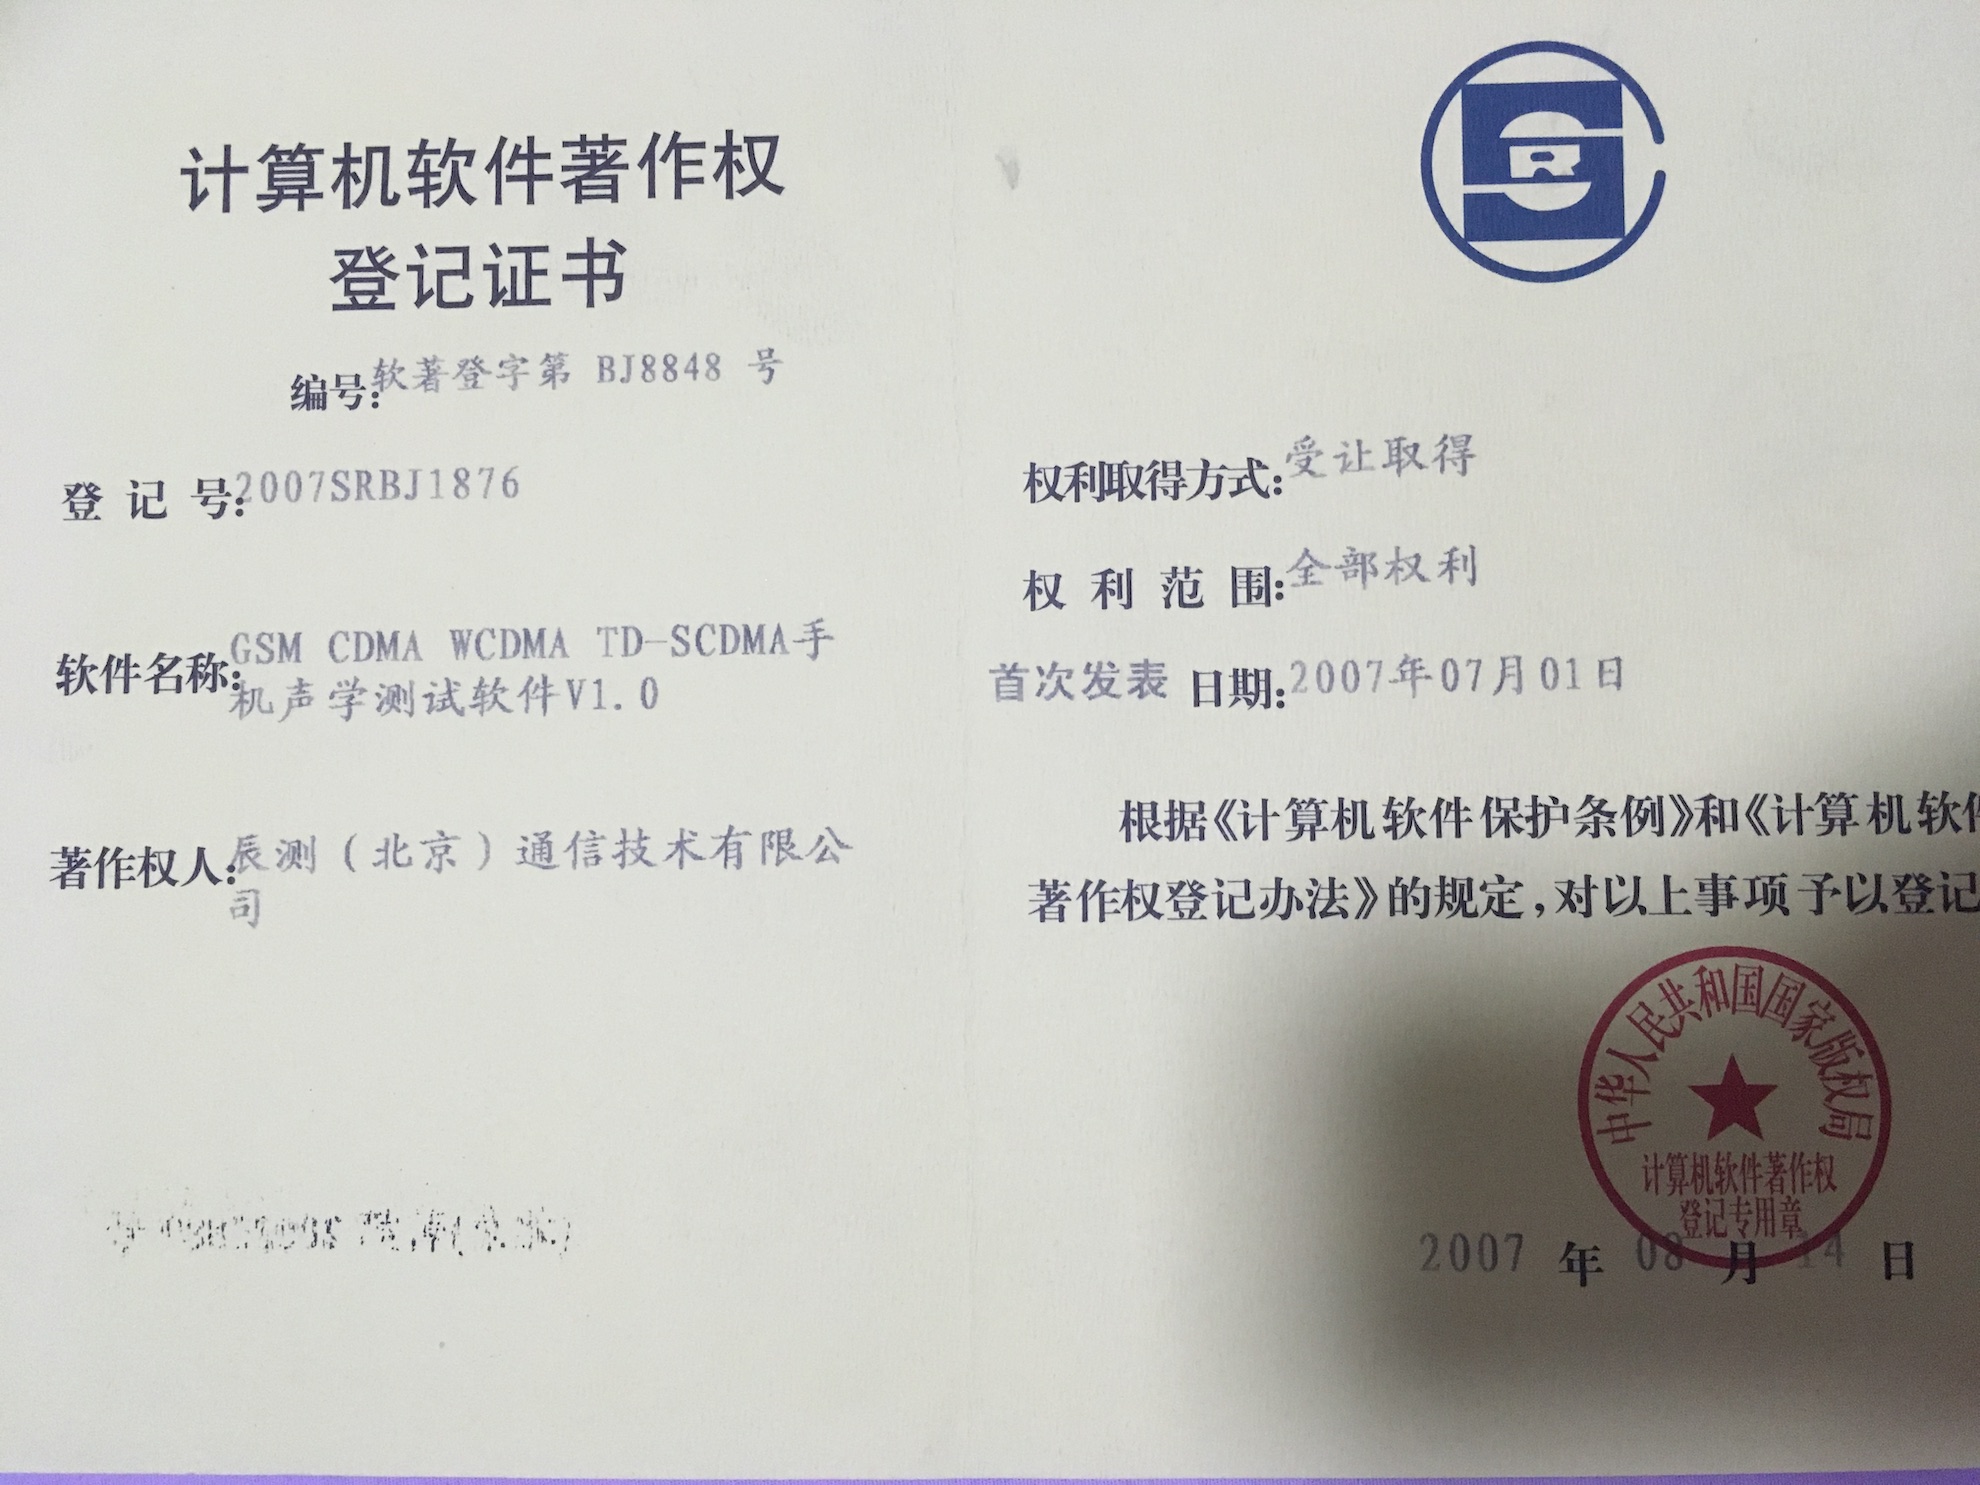 计算机软件著作权
登记证书
编号:软著登字第 BJ8848 号
登 记 号:2007SRBJ1876
软件名称:GSM CDMA WCDMA TD-SCDMA手
机声学测试软件V1.0
著作权人:辰测（北京）通信技术有限公
司
R
权利取得方式:受让取得
权 利 范 围:全部权利
首次发表 日期:2007年07月01日
根据《计算机软件保护条例》和《计算机软件
著作权登记办法》的规定,对以上事项予以登记
中华人民共和国国家版权局
计算机软件著作权
登记专用章
2007 年 08 月 14 日